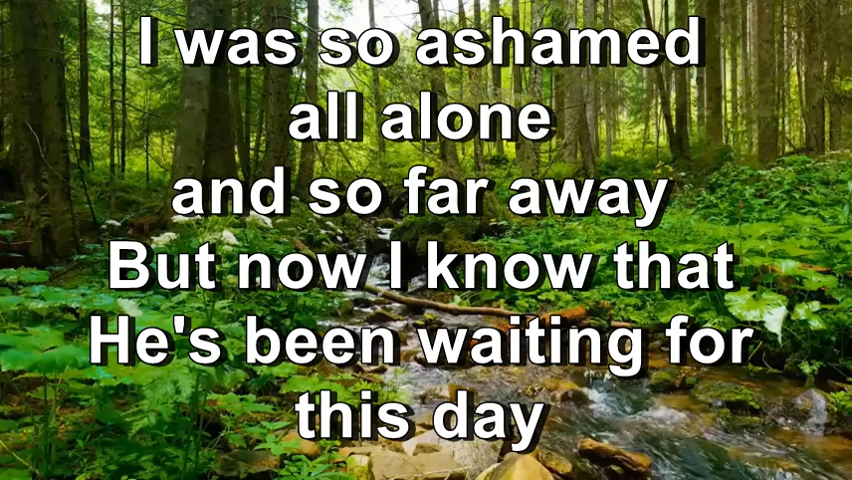 I was so ashamed
all alone
and so far away
But now I know that
He's been waiting for
this day